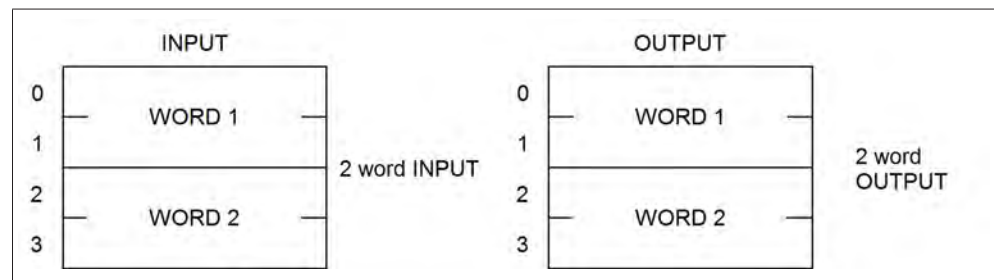 INPUT
0
1
2
3
WORD 1
WORD 2
2 word INPUT
OUTPUT
0
1
2
3
WORD 1
WORD 2
2 word
OUTPUT